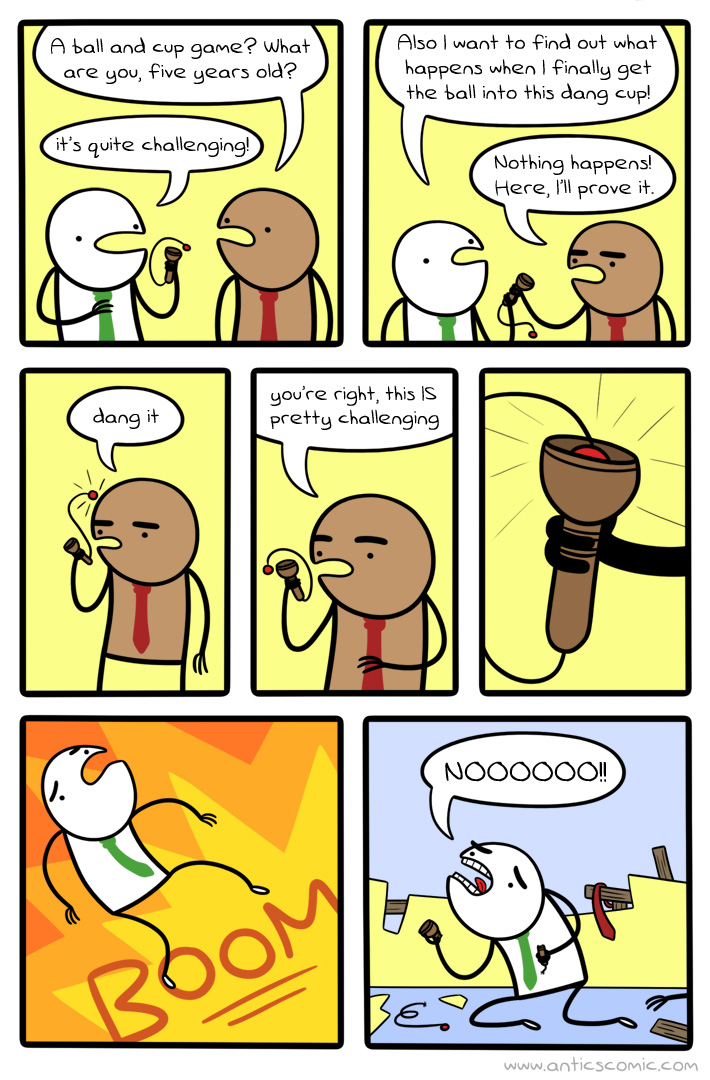 A ball and cup game? What
are you, five years old?
it's quite challenging!
Also I want to find out what
happens when I finally get
the ball into this dang cup!
Nothing happens!
Here, I'll prove it.
dang it
you're right, this IS
pretty challenging
BOOM
NOOOOOO!!
www.anticscomic.com